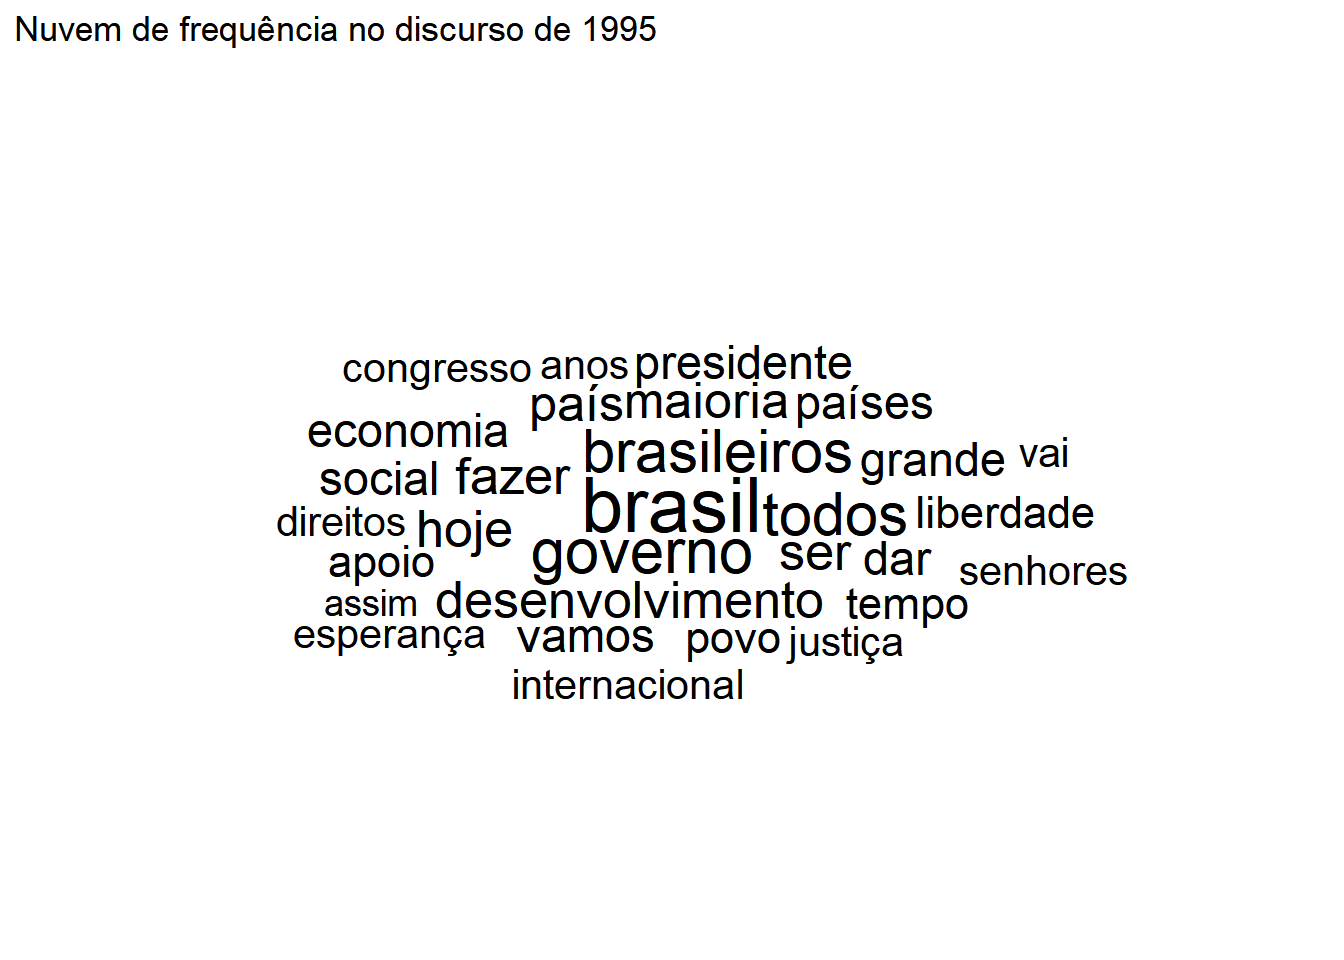 Nuvem de frequência no discurso de 1995
congresso anos presidente
país maioria países
economia brasileiros grande vai
social fazer
brasil todos liberdade
direitos hoje
governo ser dar
apoio senhores
assim desenvolvimento tempo
esperança vamos povo justiça
internacional